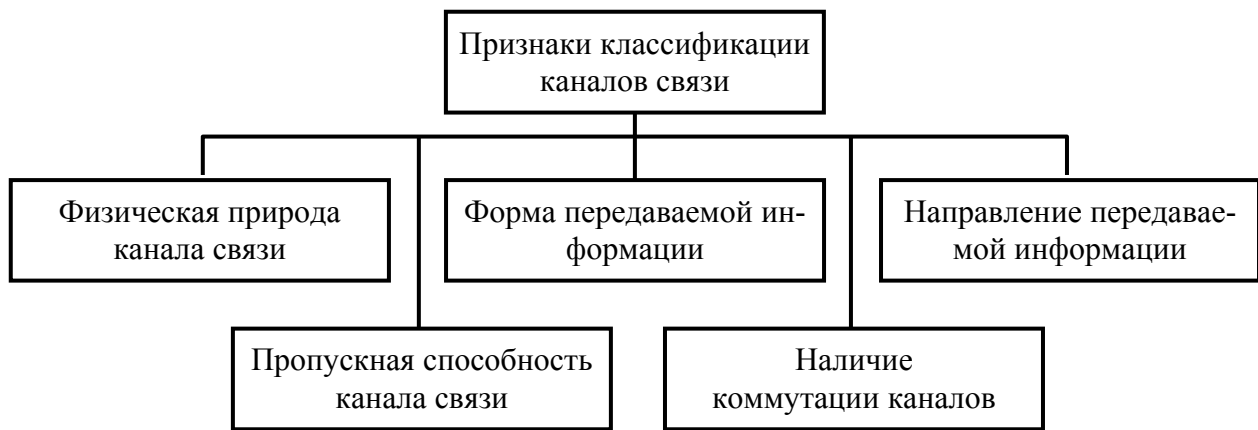 Признаки классификации
каналов связи
Физическая природа
канала связи
Форма передаваемой ин-
формации
Направление передавае-
мой информации
Пропускная способность
канала связи
Наличие
коммутации каналов